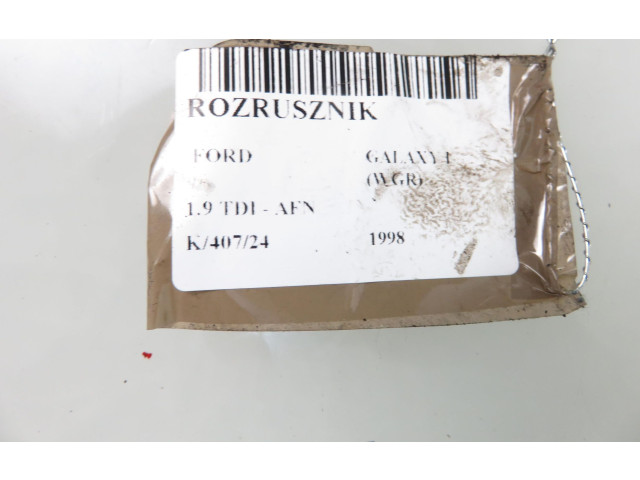 ROZRUSZNIK
FORD GALAXY I
(WGR)
1.9 TDI - AFN
K/407/24 1998